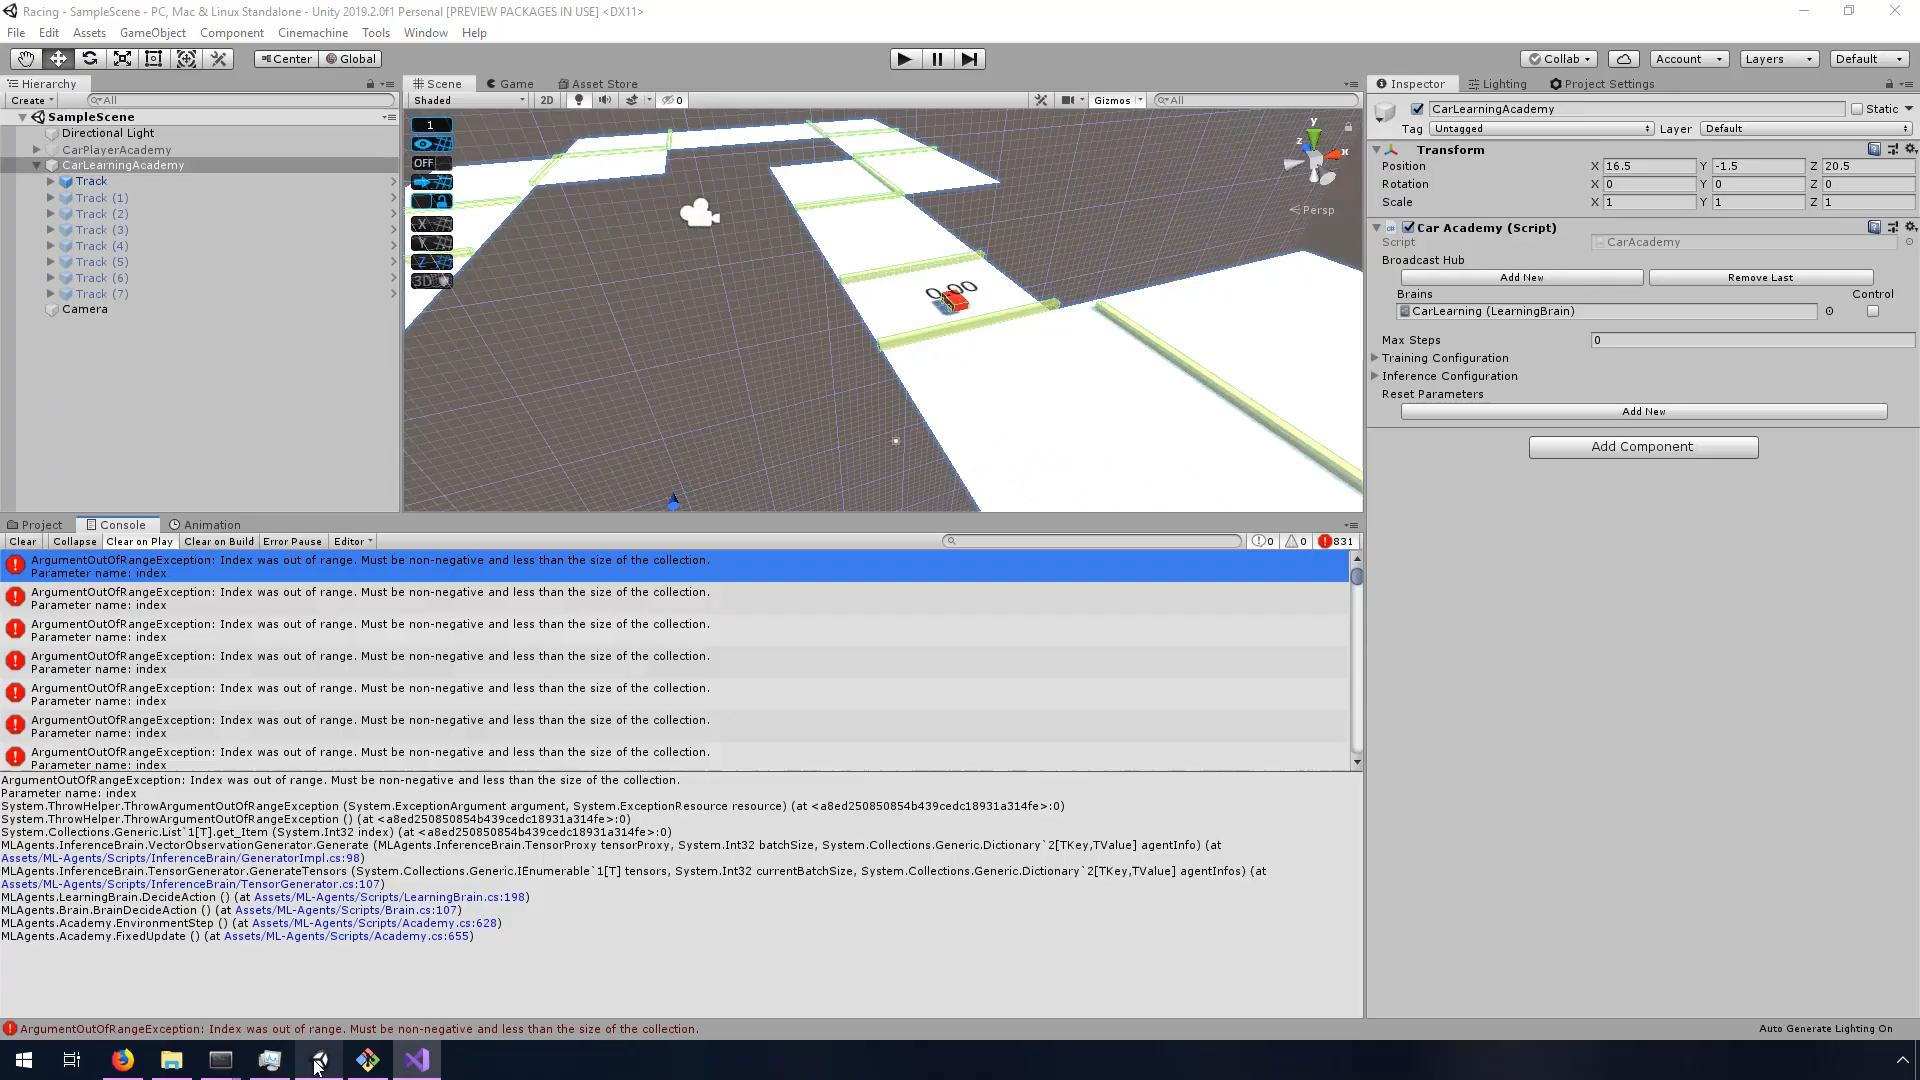 Racing - SampleScene - PC, Mac & Linux Standalone - Unity 2019.2.0f1 Personal [PREVIEW PACKAGES IN USE] <DX11>
File Edit Assets GameObject Component Cinemachine Tools Window Help
Center Global Collab Account Layers Default
Hierarchy
Create All
SampleScene
Directional Light
CarPlayerAcademy
CarLearningAcademy
Track
Track (1)
Track (2)
Track (3)
Track (4)
Track (5)
Track (6)
Track (7)
Camera
Scene Game Asset Store
Shaded 2D 0 Gizmos All
1
OFF
X
Y
Z
3D
y
z
x
Persp
0.00
Inspector Lighting Project Settings
CarLearningAcademy Static
Tag Untagged Layer Default
Transform
Position X 16.5 Y -1.5 Z 20.5
Rotation X 0 Y 0 Z 0
Scale X 1 Y 1 Z 1
Car Academy (Script)
Script CarAcademy
Broadcast Hub
Add New Remove Last
Brains Control
CarLearning (LearningBrain)
Max Steps 0
Training Configuration
Inference Configuration
Reset Parameters
Add New
Add Component
Project Console Animation
Clear Collapse Clear on Play Clear on Build Error Pause Editor 0 0 831
ArgumentOutOfRangeException: Index was out of range. Must be non-negative and less than the size of the collection.
Parameter name: index
ArgumentOutOfRangeException: Index was out of range. Must be non-negative and less than the size of the collection.
Parameter name: index
ArgumentOutOfRangeException: Index was out of range. Must be non-negative and less than the size of the collection.
Parameter name: index
ArgumentOutOfRangeException: Index was out of range. Must be non-negative and less than the size of the collection.
Parameter name: index
ArgumentOutOfRangeException: Index was out of range. Must be non-negative and less than the size of the collection.
Parameter name: index
ArgumentOutOfRangeException: Index was out of range. Must be non-negative and less than the size of the collection.
Parameter name: index
ArgumentOutOfRangeException: Index was out of range. Must be non-negative and less than the size of the collection.
Parameter name: index
ArgumentOutOfRangeException: Index was out of range. Must be non-negative and less than the size of the collection.
Parameter name: index
System.ThrowHelper.ThrowArgumentOutOfRangeException (System.ExceptionArgument argument, System.ExceptionResource resource) (at <a8ed250850854b439cedc18931a314fe>:0)
System.ThrowHelper.ThrowArgumentOutOfRangeException () (at <a8ed250850854b439cedc18931a314fe>:0)
System.Collections.Generic.List`1[T].get_Item (System.Int32 index) (at <a8ed250850854b439cedc18931a314fe>:0)
MLAgents.InferenceBrain.VectorObservationGenerator.Generate (MLAgents.InferenceBrain.TensorProxy tensorProxy, System.Int32 batchSize, System.Collections.Generic.Dictionary`2[TKey,TValue] agentInfo) (at
Assets/ML-Agents/Scripts/InferenceBrain/GeneratorImpl.cs:98)
MLAgents.InferenceBrain.TensorGenerator.GenerateTensors (System.Collections.Generic.IEnumerable`1[T] tensors, System.Int32 currentBatchSize, System.Collections.Generic.Dictionary`2[TKey,TValue] agentInfos) (at
Assets/ML-Agents/Scripts/InferenceBrain/TensorGenerator.cs:107)
MLAgents.LearningBrain.DecideAction () (at Assets/ML-Agents/Scripts/LearningBrain.cs:198)
MLAgents.Brain.BrainDecideAction () (at Assets/ML-Agents/Scripts/Brain.cs:107)
MLAgents.Academy.EnvironmentStep () (at Assets/ML-Agents/Scripts/Academy.cs:628)
MLAgents.Academy.FixedUpdate () (at Assets/ML-Agents/Scripts/Academy.cs:655)
ArgumentOutOfRangeException: Index was out of range. Must be non-negative and less than the size of the collection.
Auto Generate Lighting On